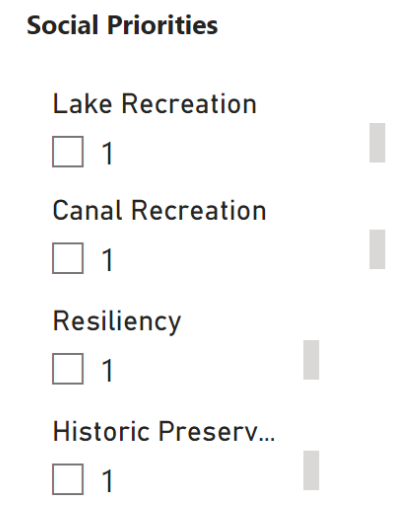 Social Priorities
Lake Recreation
1
Canal Recreation
1
Resiliency
1
Historic Preserv...
1